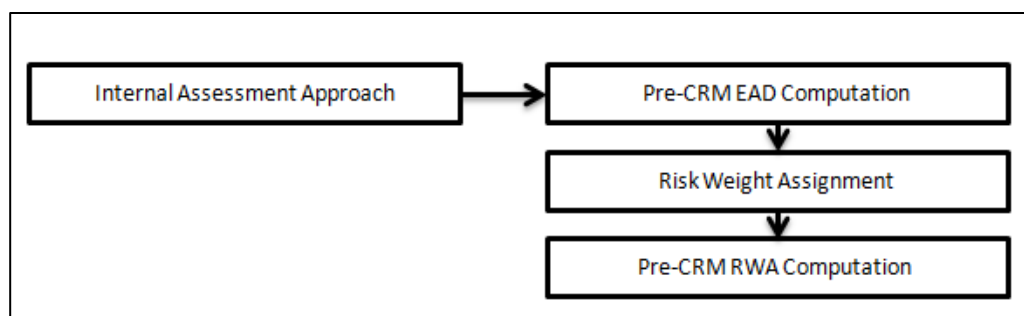 Internal Assessment Approach
Pre-CRM EAD Computation
Risk Weight Assignment
Pre-CRM RWA Computation